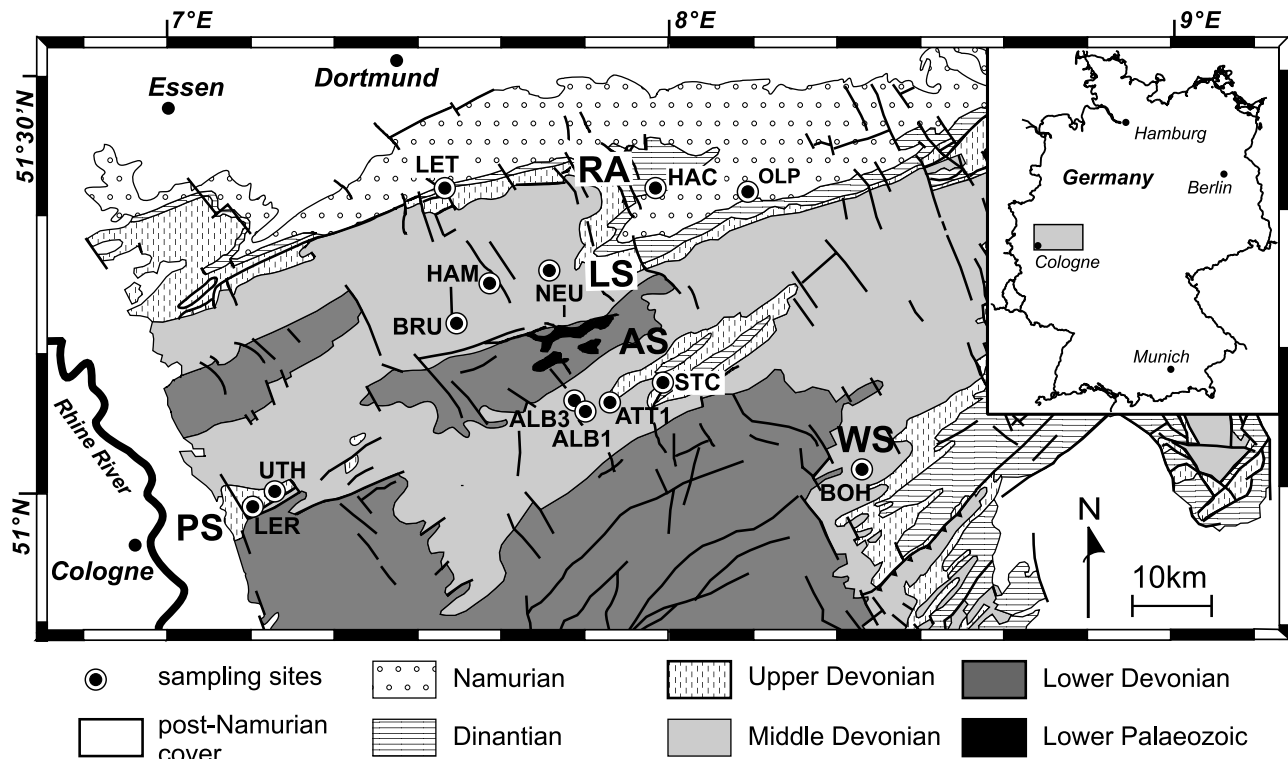 7°E
8°E
9°E
51°30'N
51°N
Essen
Dortmund
LET
RA
HAC
OLP
HAM
NEU
LS
BRU
AS
STC
ALB3
ATT1
ALB1
WS
BOH
UTH
LER
PS
Rhine River
Cologne
N
10km
Hamburg
Germany
Berlin
Cologne
Munich
sampling sites
Namurian
Upper Devonian
Lower Devonian
post-Namurian
cover
Dinantian
Middle Devonian
Lower Palaeozoic